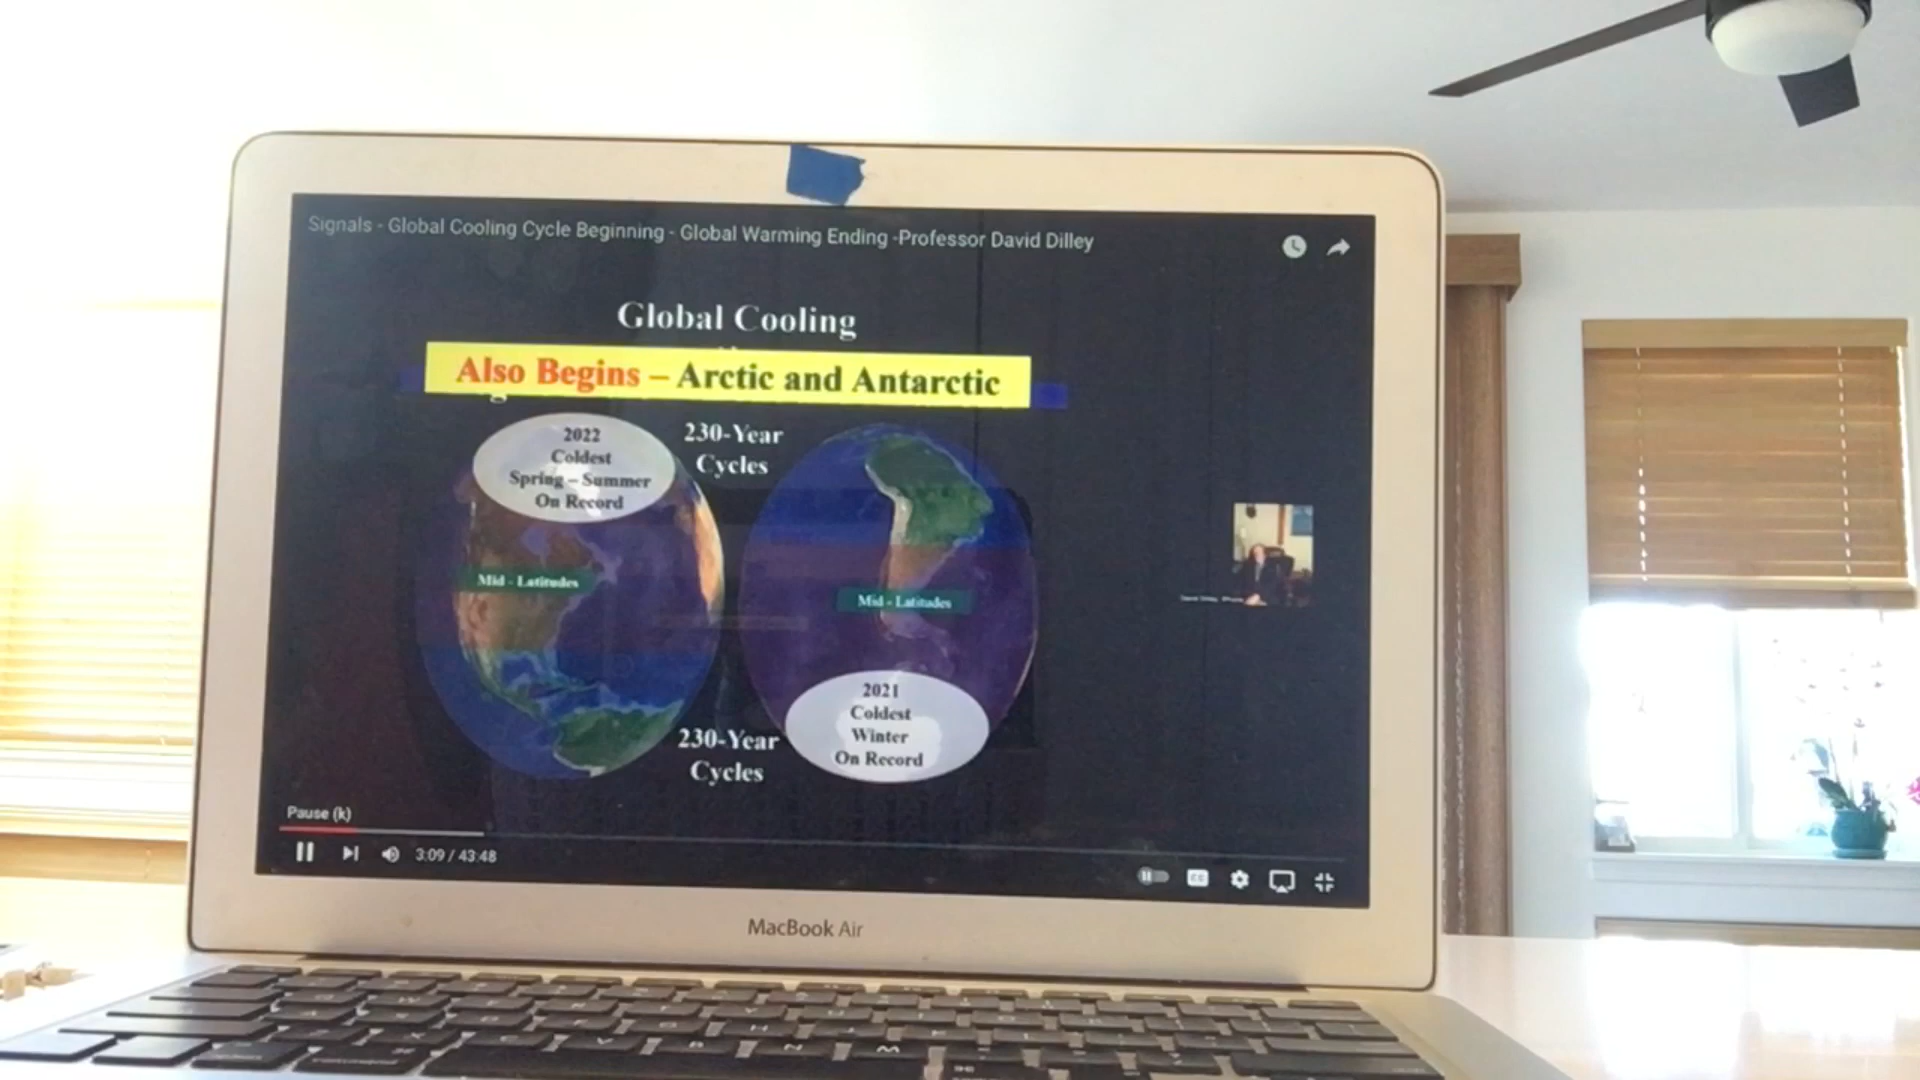 Signals - Global Cooling Cycle Beginning - Global Warming Ending -Professor David Dilley
Global Cooling
Also Begins – Arctic and Antarctic
2022
Coldest
Spring – Summer
On Record
230-Year
Cycles
Mid - Latitudes
Mid - Latitudes
2021
Coldest
Winter
On Record
230-Year
Cycles
Pause (k)
3:09 / 43:48
CC
MacBook Air